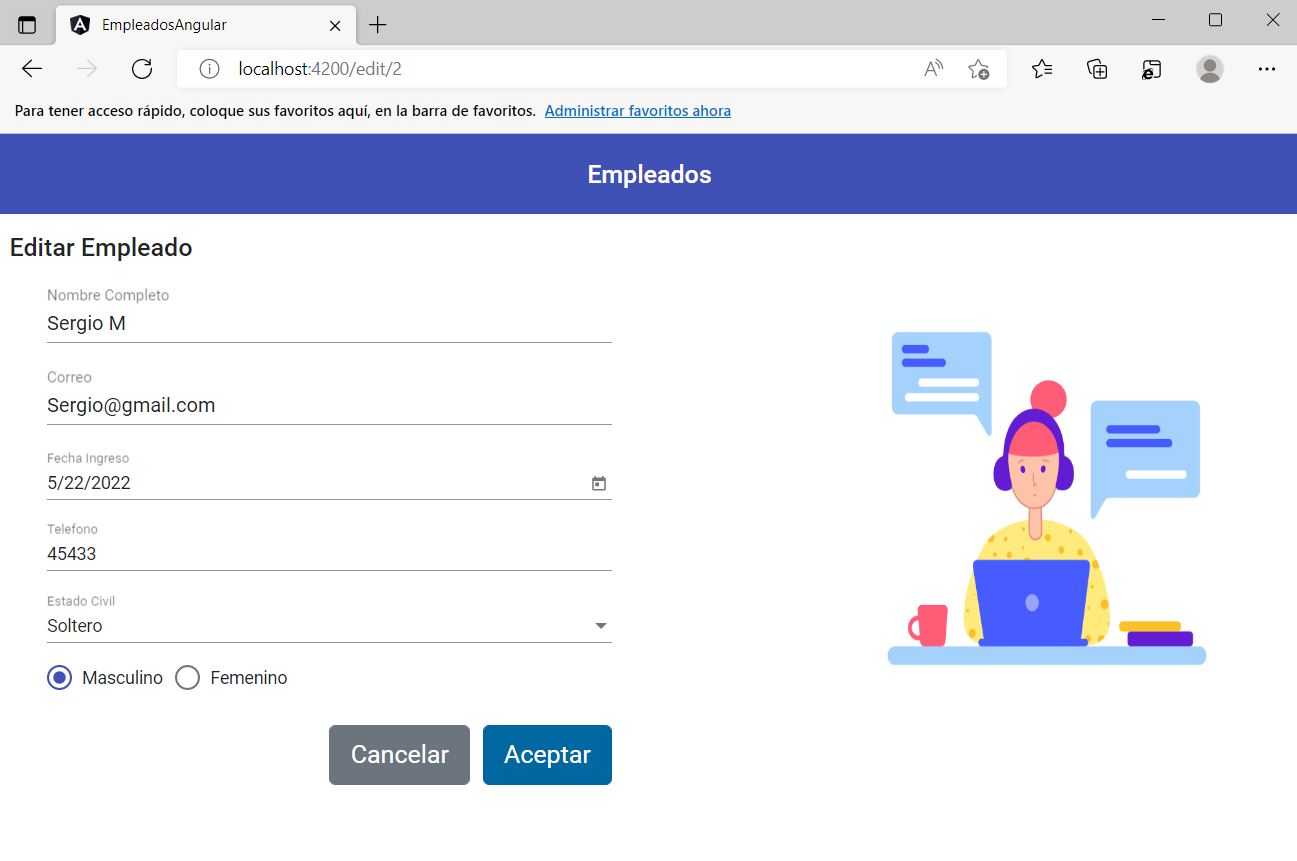 EmpleadosAngular
localhost:4200/edit/2
Para tener acceso rápido, coloque sus favoritos aquí, en la barra de favoritos. Administrar favoritos ahora
Empleados
Editar Empleado
Nombre Completo
Sergio M
Correo
Sergio@gmail.com
Fecha Ingreso
5/22/2022
Telefono
45433
Estado Civil
Soltero
Masculino Femenino
Cancelar Aceptar